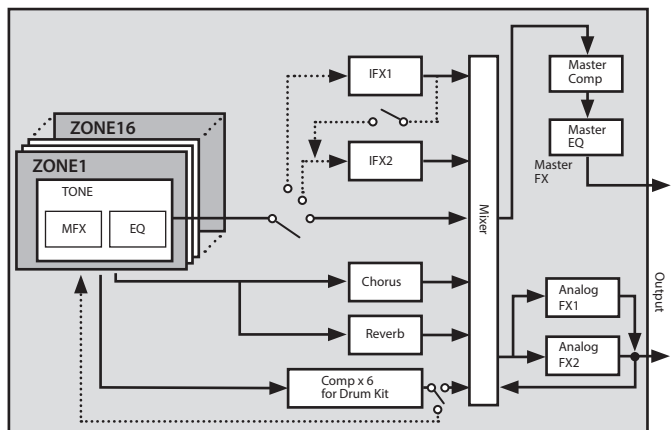 ZONE16
ZONE1
TONE
MFX
EQ
IFX1
IFX2
Chorus
Reverb
Comp x 6
for Drum Kit
Mixer
Master
Comp
Master
EQ
Master
FX
Analog
FX1
Analog
FX2
Output